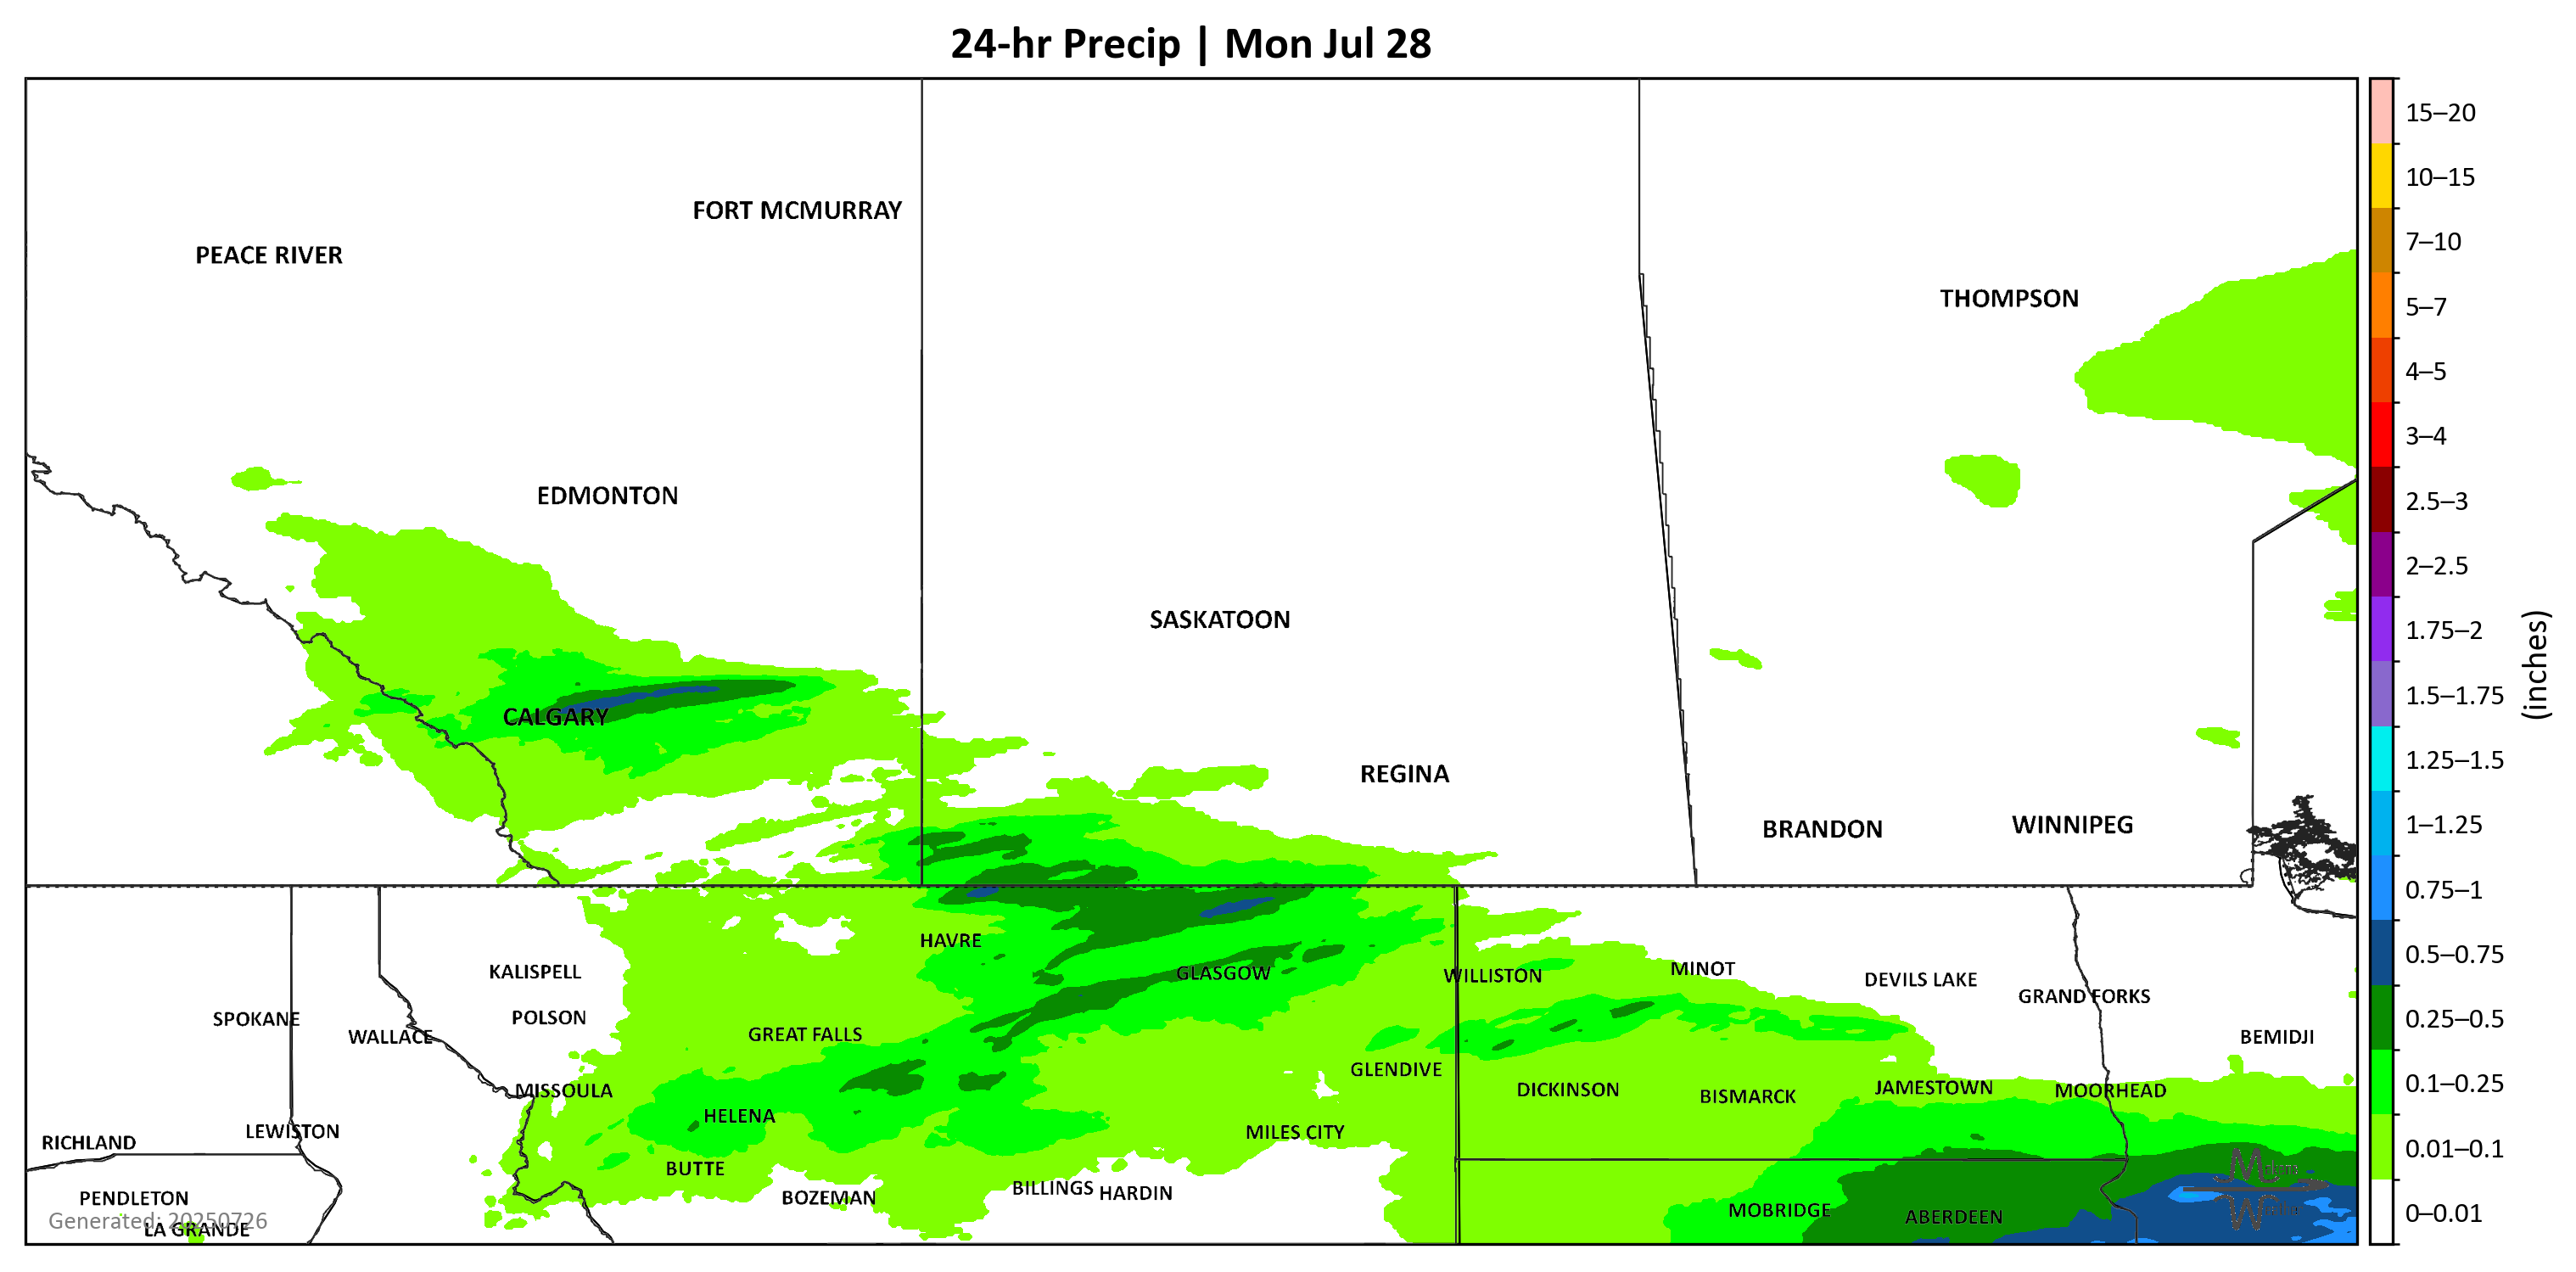 24-hr Precip | Mon Jul 28
15–20
10–15
FORT MCMURRAY
7–10
PEACE RIVER
THOMPSON
5–7
4–5
3–4
EDMONTON
2.5–3
2–2.5
SASKATOON
1.75–2
(inches)
1.5–1.75
CALGARY
1.25–1.5
REGINA
BRANDON
WINNIPEG
1–1.25
0.75–1
HAVRE
0.5–0.75
KALISPELL
GLASGOW
WILLISTON
MINOT
DEVILS LAKE
GRAND FORKS
SPOKANE
POLSON
0.25–0.5
WALLACE
GREAT FALLS
BEMIDJI
GLENDIVE
0.1–0.25
MISSOULA
DICKINSON
BISMARCK
JAMESTOWN
MOORHEAD
HELENA
RICHLAND
LEWISTON
MILES CITY
0.01–0.1
BUTTE
PENDLETON
BOZEMAN
BILLINGS
HARDIN
MOBRIDGE
ABERDEEN
0–0.01
Generated: 20250726
LA GRANDE